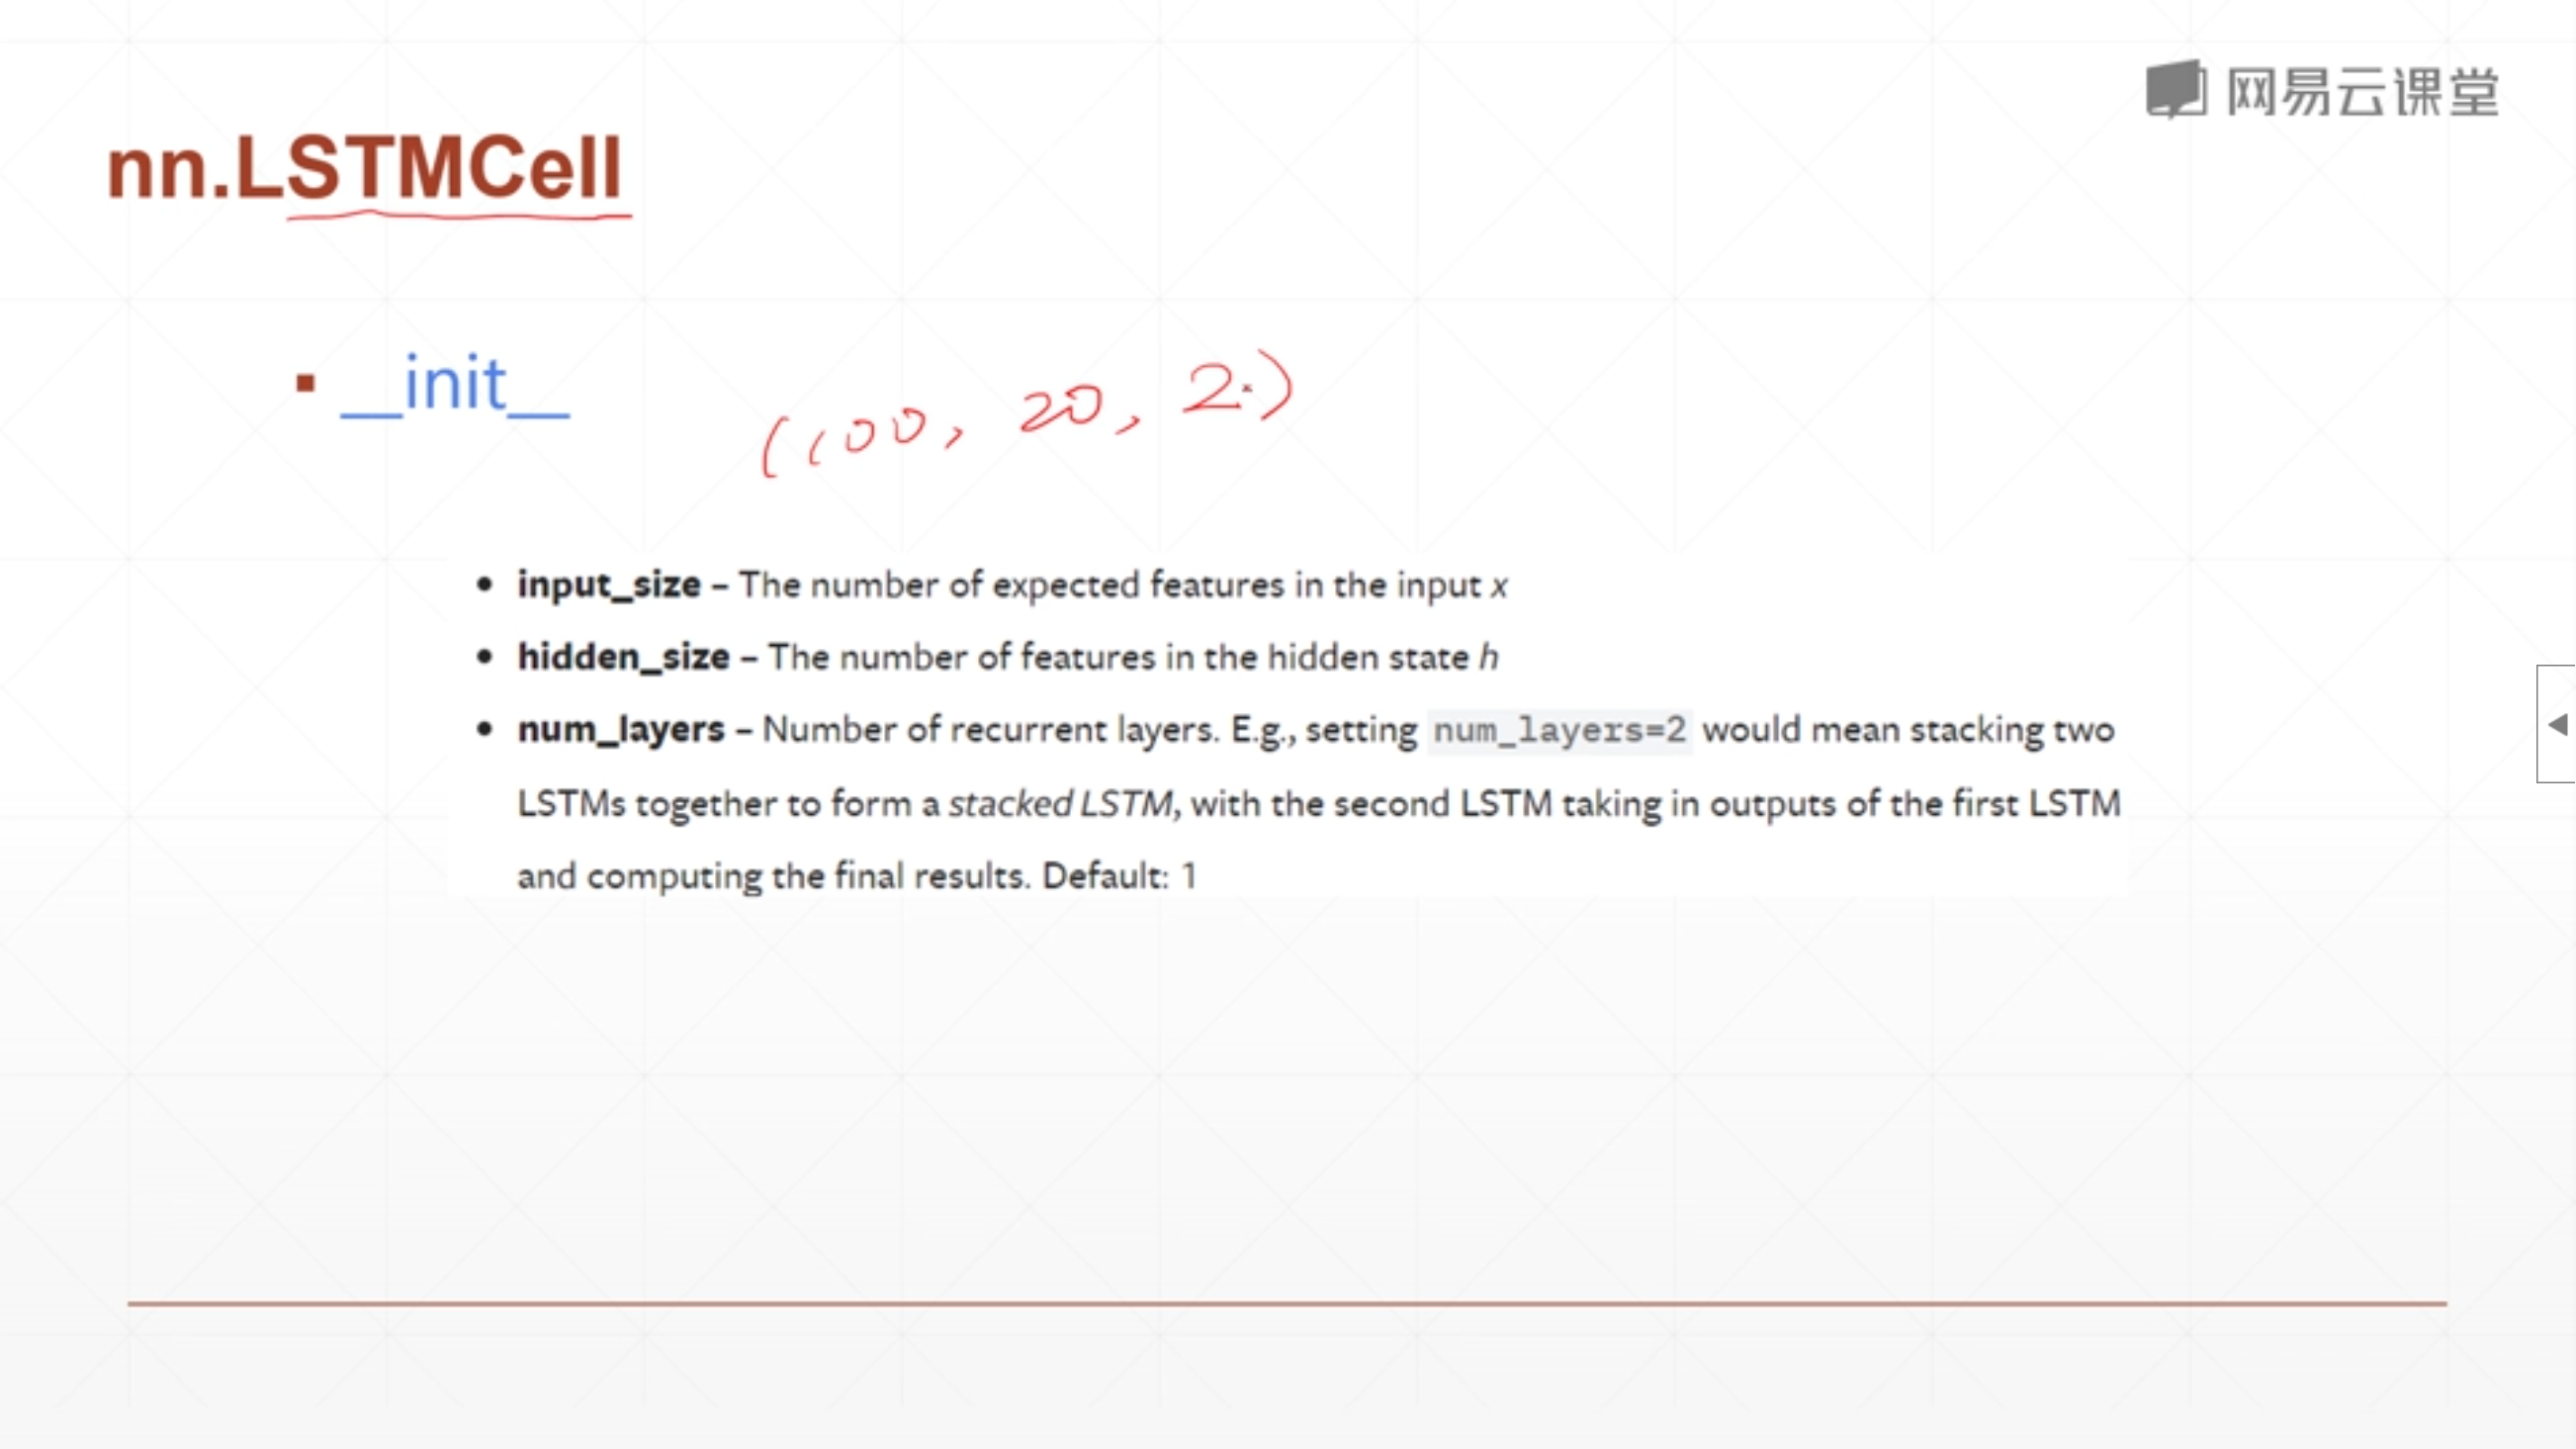 网易云课堂
nn.LSTMCell
▪ __init__
(100, 20, 2.)
• input_size – The number of expected features in the input x
• hidden_size – The number of features in the hidden state h
• num_layers – Number of recurrent layers. E.g., setting num_layers=2 would mean stacking two
LSTMs together to form a stacked LSTM, with the second LSTM taking in outputs of the first LSTM
and computing the final results. Default: 1